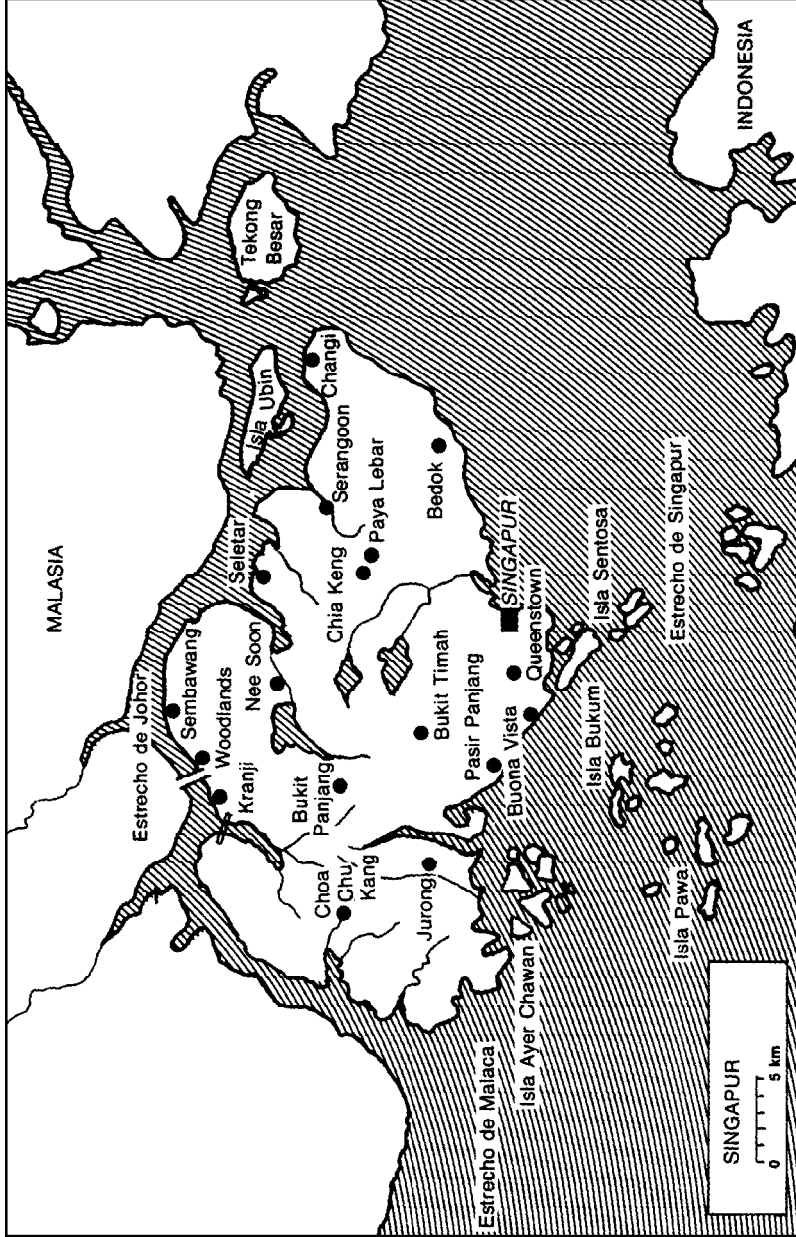 MALASIA
INDONESIA
Estrecho de Johor
Tekong
Besar
Isla Ubin
Changi
Seletar
Serangoon
Sembawang
Woodlands
Kranji
Nee Soon
Chia Keng
Paya Lebar
Bedok
Bukit
Panjang
Choa
Chu
Kang
Bukit Timah
Jurong
Pasir Panjang
Buona Vista
Queenstown
SINGAPUR
Isla Sentosa
Isla Bukum
Isla Ayer Chawan
Isla Pawai
Estrecho de Singapur
Estrecho de Malaca
SINGAPUR
0 5 km